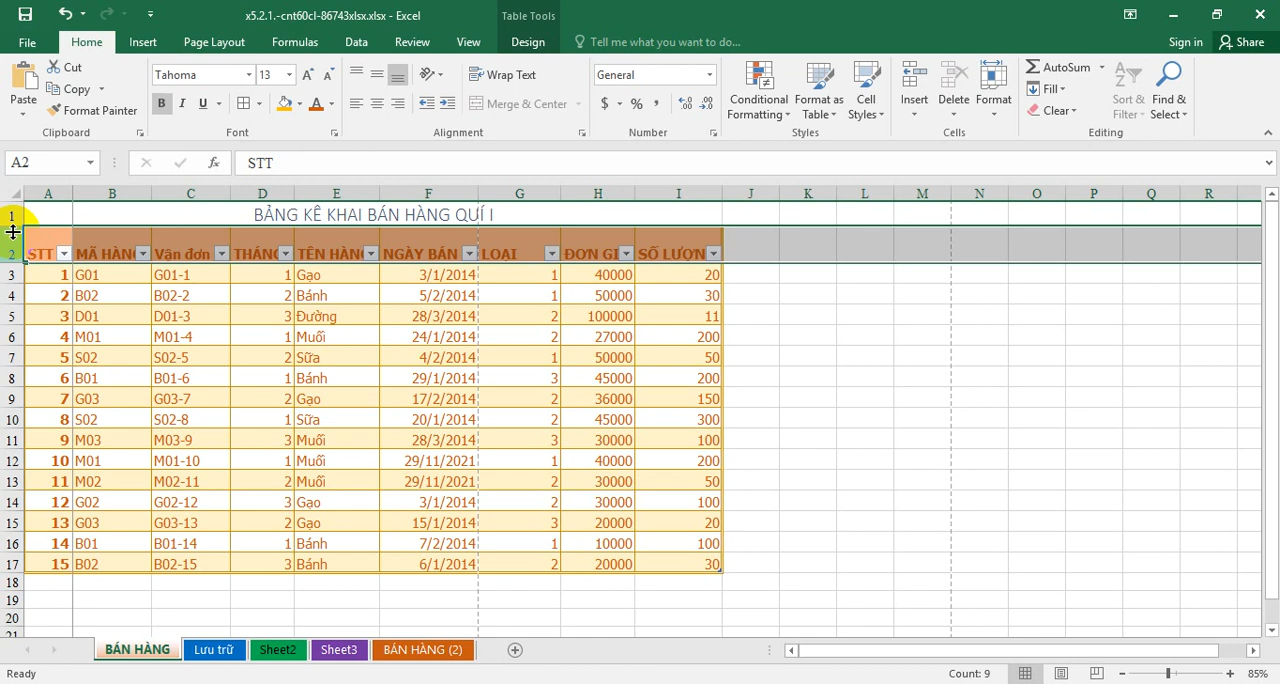 x5.2.1.-cnt60cl-86743xlsx.xlsx - Excel
Table Tools
File Home Insert Page Layout Formulas Data Review View Design Tell me what you want to do... Sign in Share
Paste Cut Copy Format Painter Clipboard
Tahoma 13 B I U A Font
Wrap Text Merge & Center Alignment
General $ % , Number
Conditional Formatting Format as Table Cell Styles Styles
Insert Delete Format Cells
AutoSum Fill Clear Sort & Filter Find & Select Editing
A2 fx STT
A B C D E F G H I J K L M N O P Q R
1 BẢNG KÊ KHAI BÁN HÀNG QUÍ I
2 STT MÃ HÀN Vận đơn THÁNG TÊN HÀNG NGÀY BÁN LOẠI ĐƠN GI SỐ LƯỢN
3 1 G01 G01-1 1 Gạo 3/1/2014 1 40000 20
4 2 B02 B02-2 2 Bánh 5/2/2014 1 50000 30
5 3 D01 D01-3 3 Đường 28/3/2014 2 100000 11
6 4 M01 M01-4 1 Muối 24/1/2014 2 27000 200
7 5 S02 S02-5 2 Sữa 4/2/2014 1 50000 50
8 6 B01 B01-6 1 Bánh 29/1/2014 3 45000 200
9 7 G03 G03-7 2 Gạo 17/2/2014 2 36000 150
10 8 S02 S02-8 1 Sữa 20/1/2014 2 45000 300
11 9 M03 M03-9 3 Muối 28/3/2014 3 30000 100
12 10 M01 M01-10 1 Muối 29/11/2021 1 40000 200
13 11 M02 M02-11 2 Muối 29/11/2021 2 30000 50
14 12 G02 G02-12 3 Gạo 3/1/2014 2 30000 100
15 13 G03 G03-13 2 Gạo 15/1/2014 3 20000 20
16 14 B01 B01-14 1 Bánh 7/2/2014 1 10000 100
17 15 B02 B02-15 3 Bánh 6/1/2014 2 20000 30
18
19
20
21
BÁN HÀNG Lưu trữ Sheet2 Sheet3 BÁN HÀNG (2)
Ready Count: 9 85%